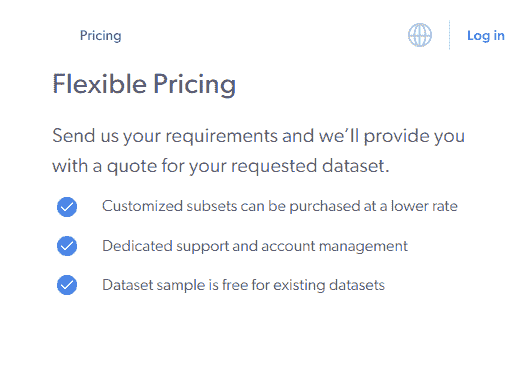 Pricing
Log in
Flexible Pricing
Send us your requirements and we'll provide you
with a quote for your requested dataset.
Customized subsets can be purchased at a lower rate
Dedicated support and account management
Dataset sample is free for existing datasets